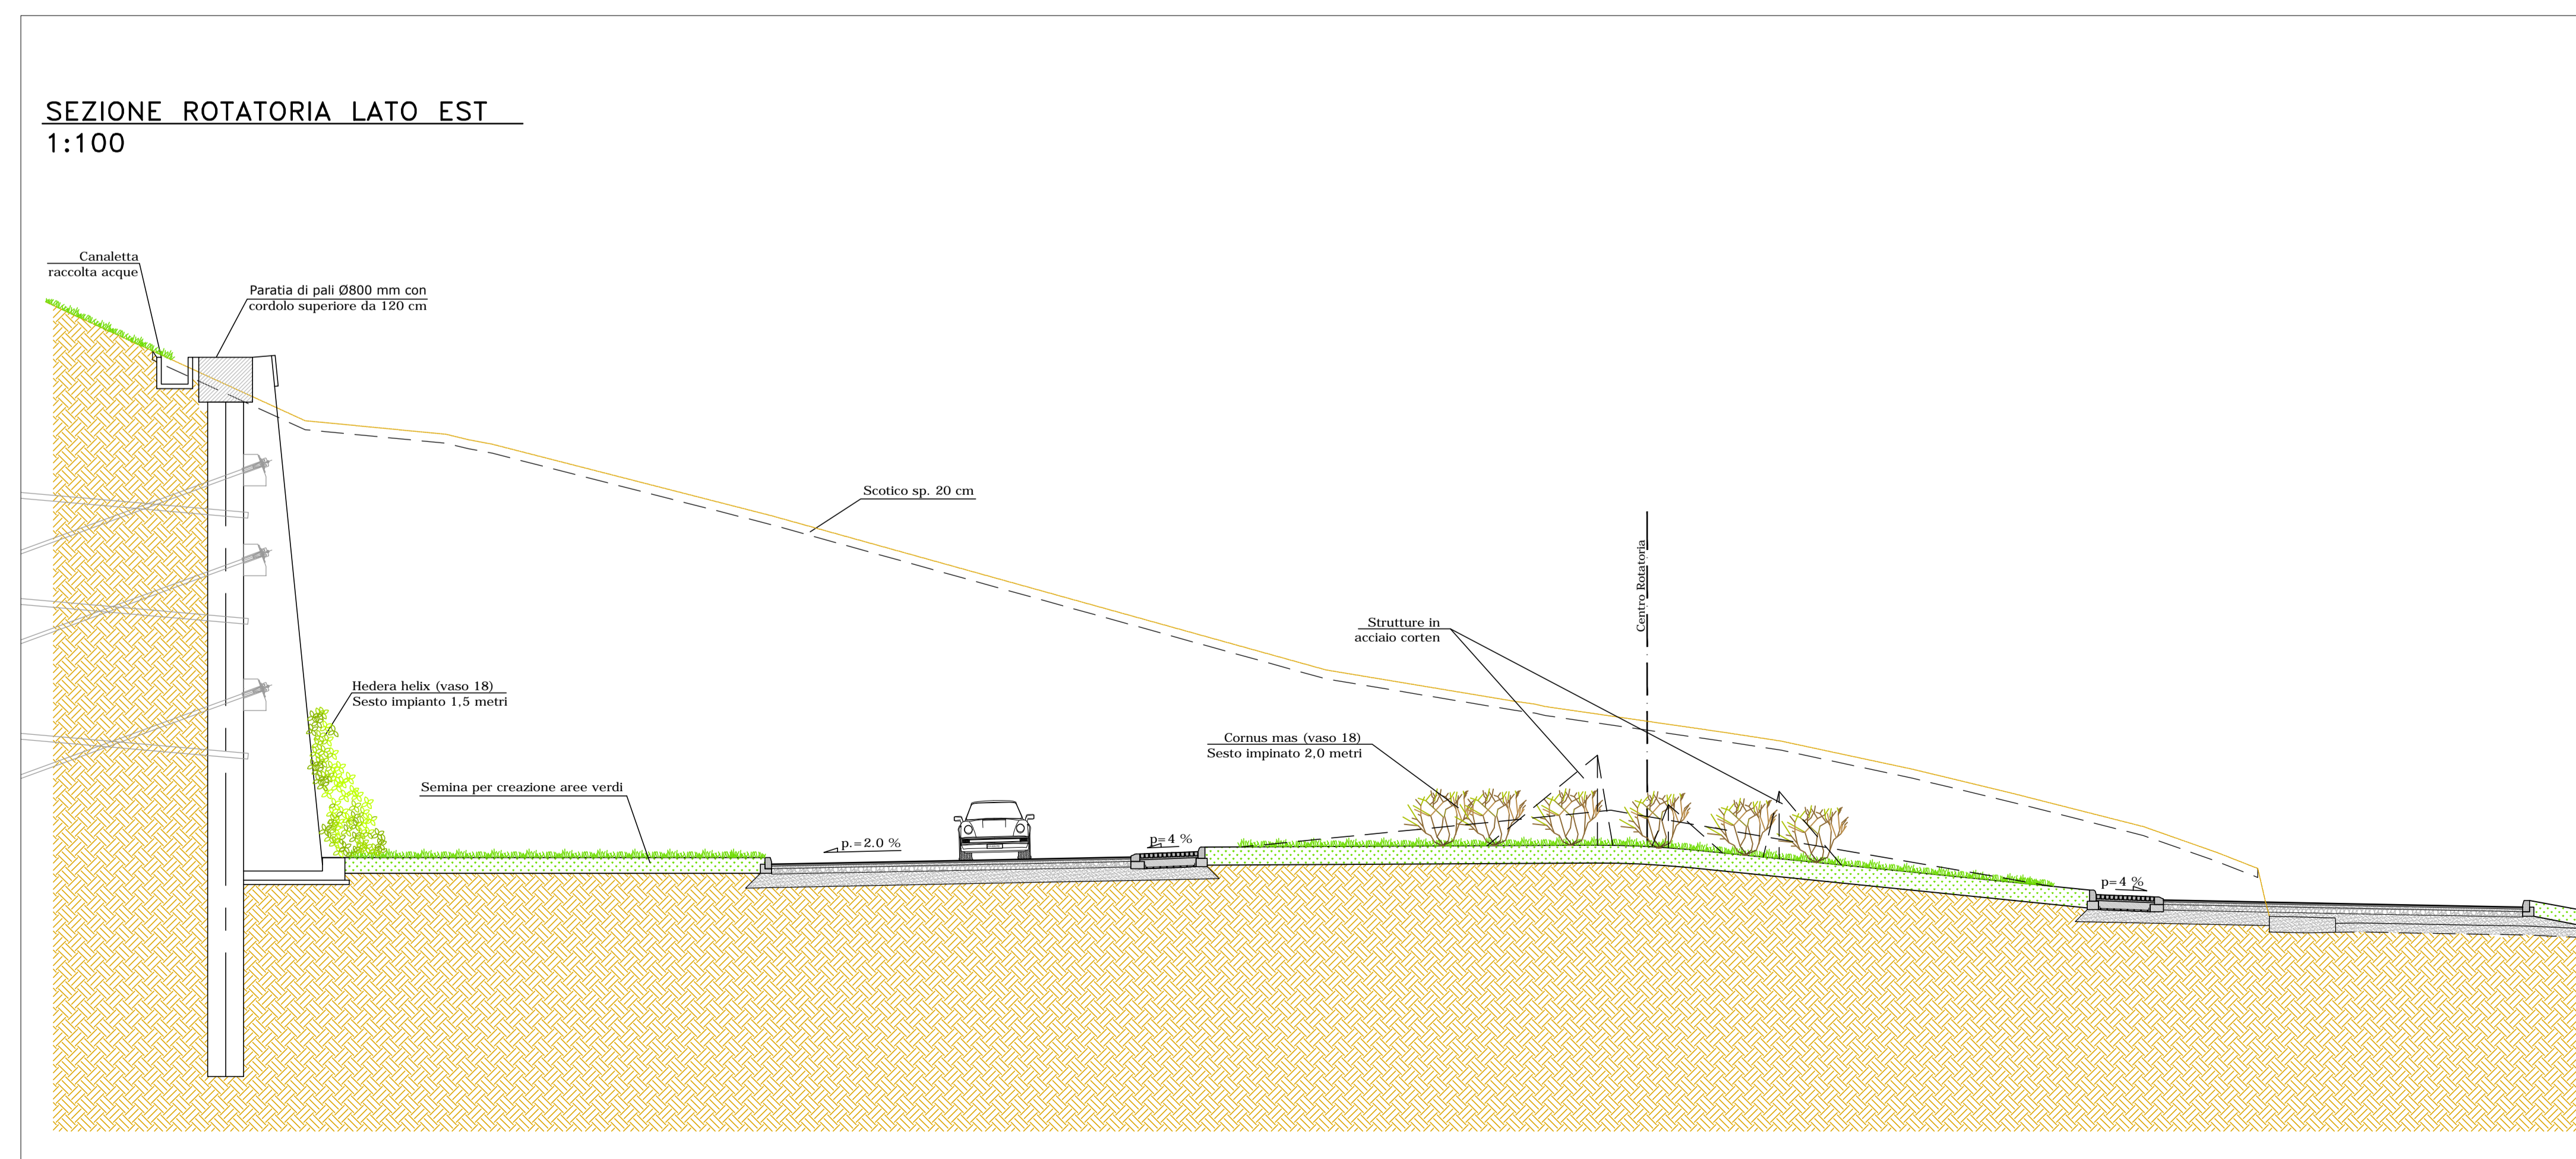 SEZIONE ROTATORIA LATO EST
1:100
Canaletta
raccolta acque
Paratia di pali Ø800 mm con
cordolo superiore da 120 cm
Scotico sp. 20 cm
Centro Rotatoria
Strutture in
acciaio corten
Hedera helix (vaso 18)
Sesto impianto 1,5 metri
Cornus mas (vaso 18)
Sesto impinato 2,0 metri
Semina per creazione aree verdi
p.=2.0 %
p=4 %
p=4 %